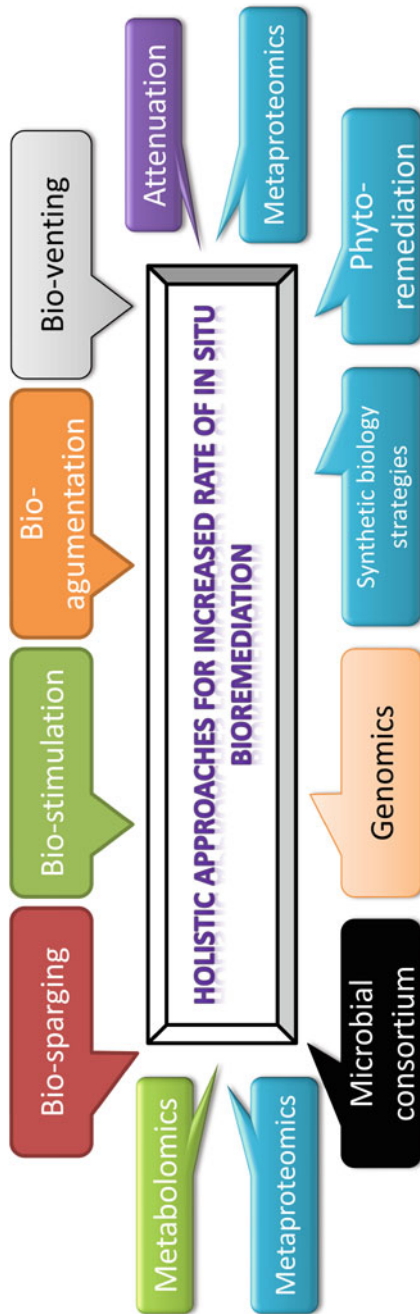 Bio-sparging
Bio-stimulation
Bio-
agumentation
Bio-venting
Metabolomics
Attenuation
HOLISTIC APPROACHES FOR INCREASED RATE OF IN SITU
BIOREMEDIATION
Metaproteomics
Metaproteomics
Microbial
consortium
Genomics
Synthetic biology
strategies
Phyto-
remediation